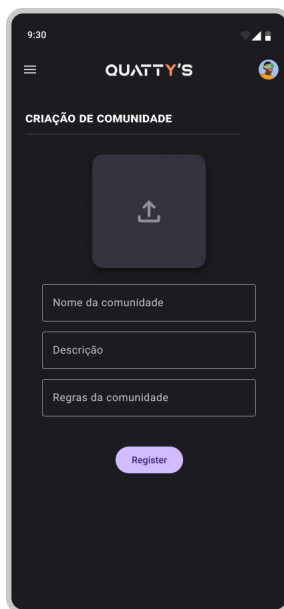 9:30
QUATTY'S
CRIAÇÃO DE COMUNIDADE
Nome da comunidade
Descrição
Regras da comunidade
Register